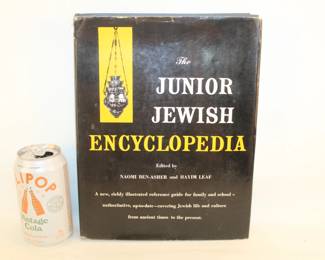 The
JUNIOR
JEWISH
ENCYCLOPEDIA
Edited by
NAOMI BEN-ASHER and HAYIM LEAF
A new, richly illustrated reference guide for family and school—
authoritative, up-to-date—covering Jewish life and culture
from ancient times to the present.
LIPOP
Vintage
Cola